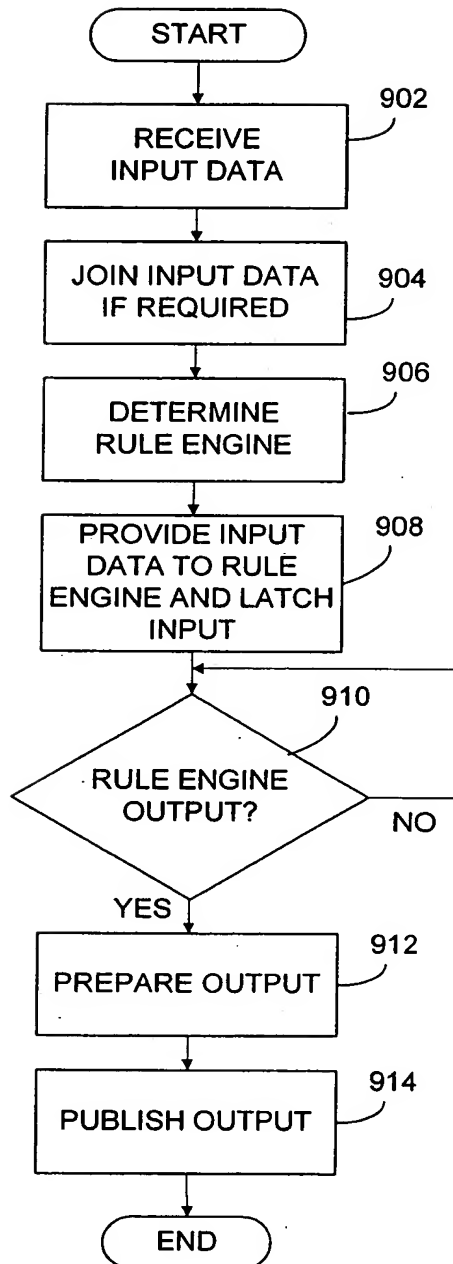 START
902
RECEIVE
INPUT DATA
JOIN INPUT DATA
IF REQUIRED
904
906
DETERMINE
RULE ENGINE
PROVIDE INPUT
DATA TO RULE
ENGINE AND LATCH
INPUT
908
910
RULE ENGINE
OUTPUT?
NO
YES
912
PREPARE OUTPUT
914
PUBLISH OUTPUT
END